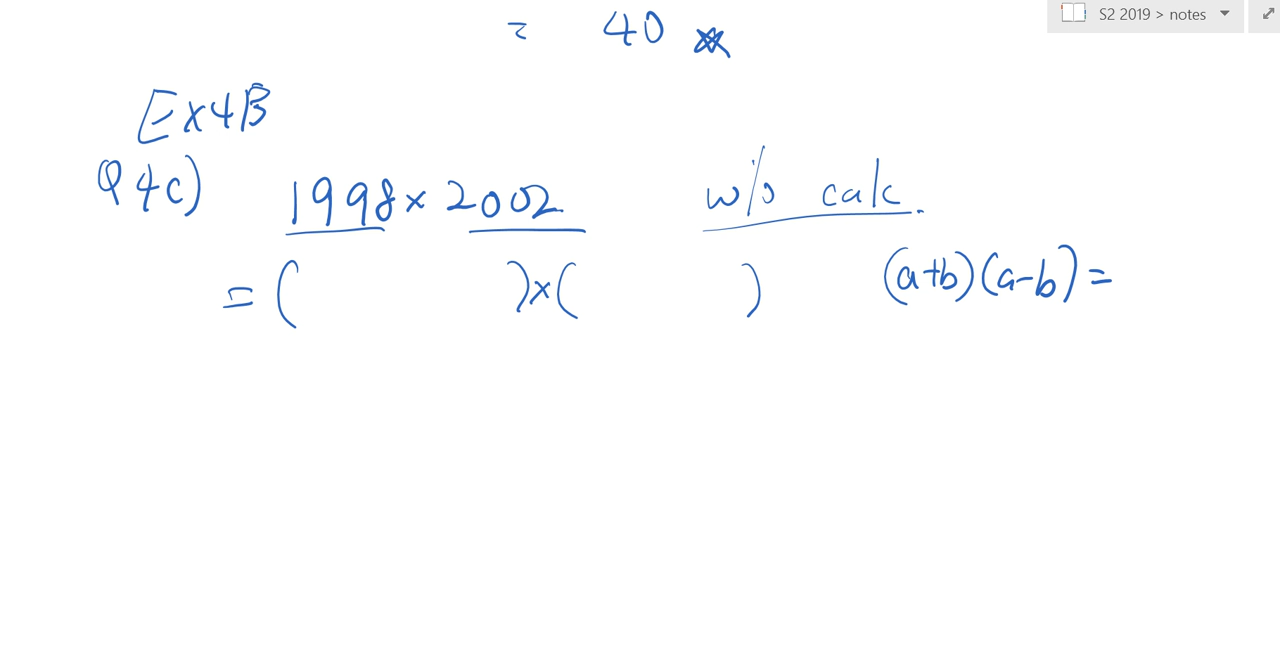 S2 2019 > notes
= 40
Ex4B
Q4c) 1998 × 2002 w/o calc.
= ( ) × ( ) (a+b)(a-b) =